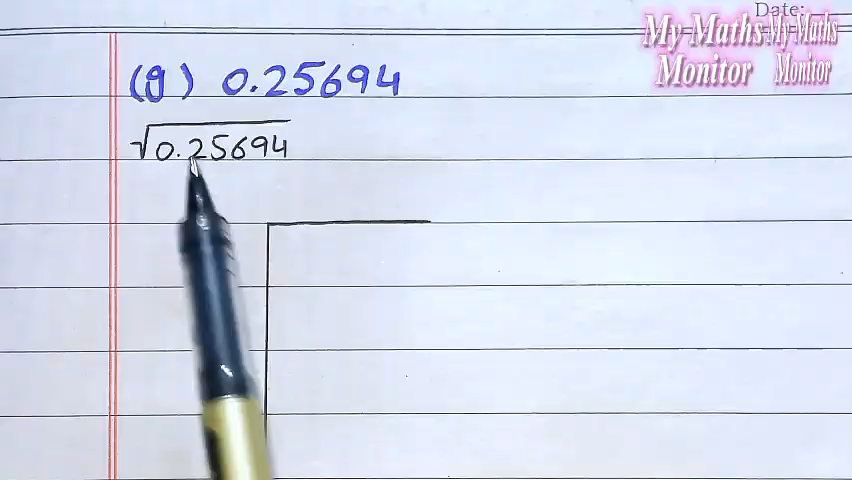 Date:
My Maths My Maths
Monitor Monitor
(g) 0.25694
√0.25694